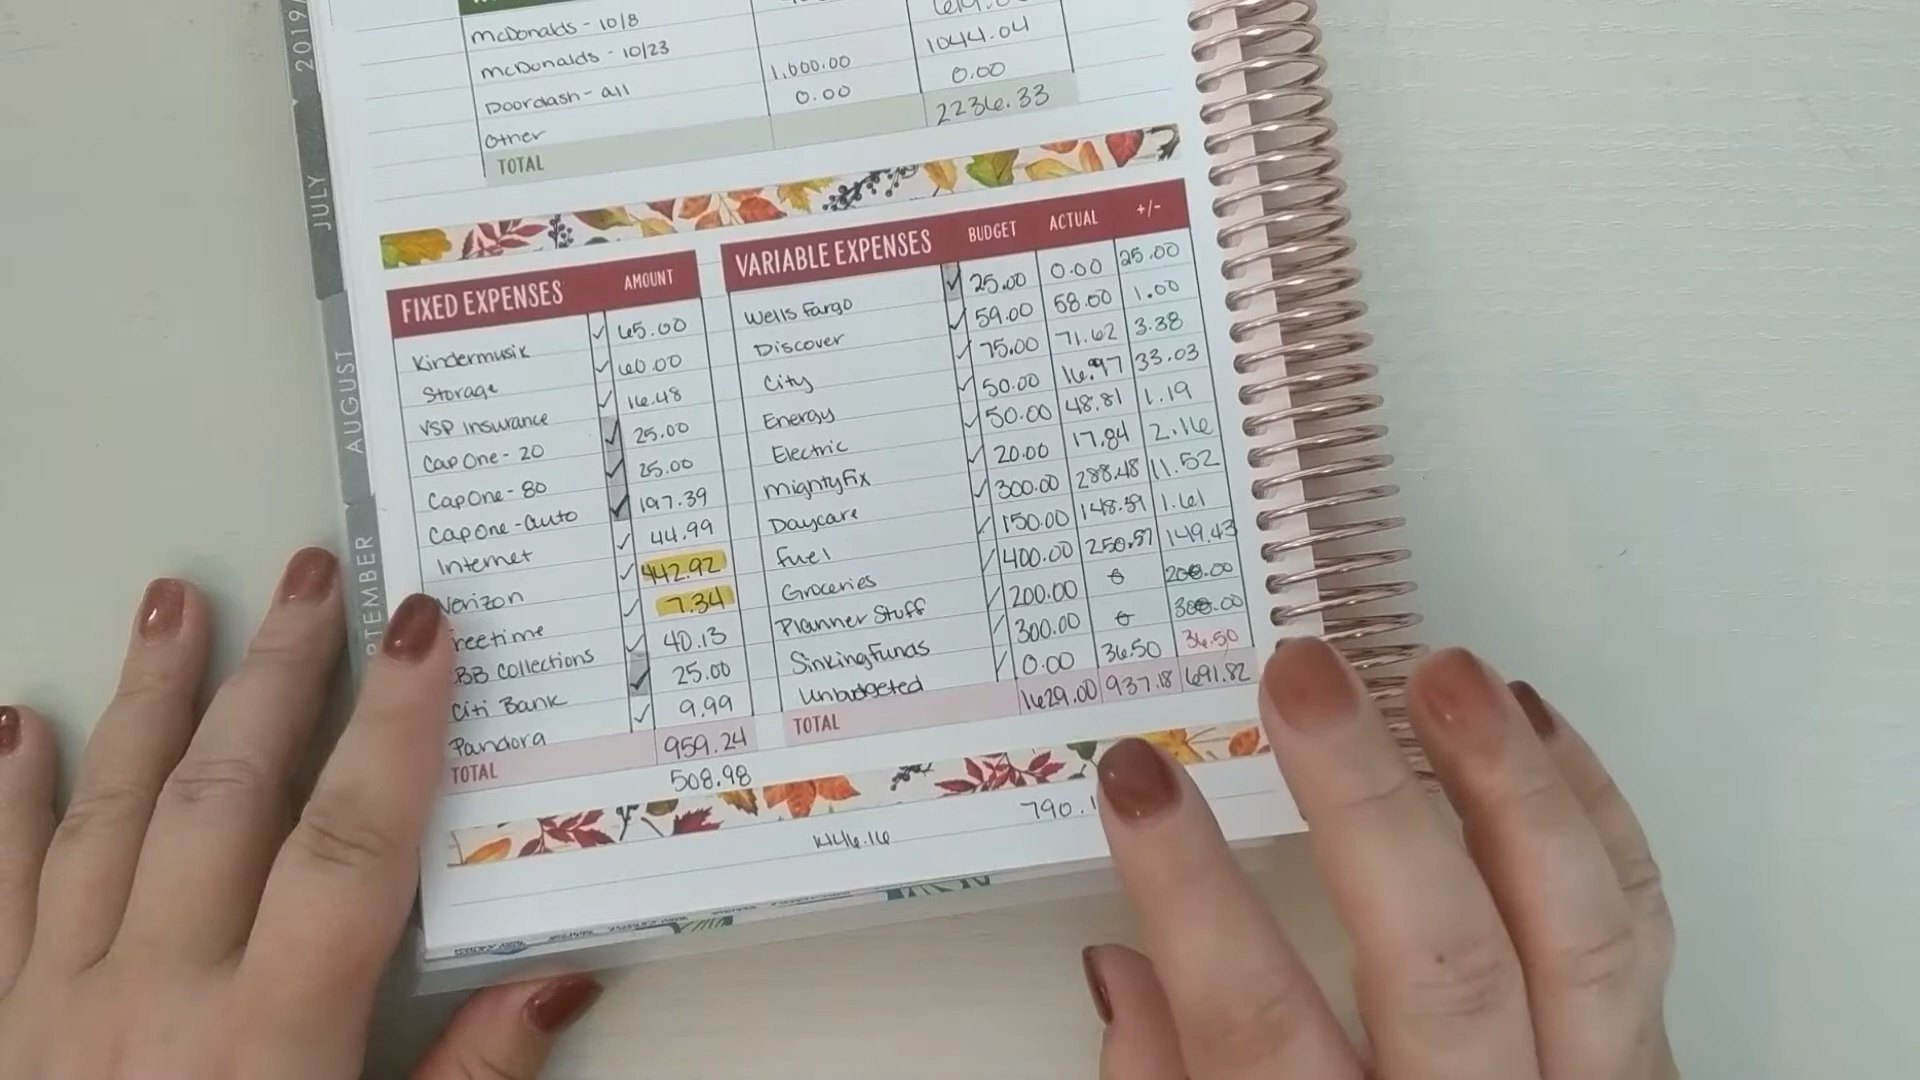 2019
JULY
AUGUST
PTEMBER
McDonalds - 10/8
McDonalds - 10/23 1044.04
Doordash - all 1,000.00 0.00
Other 0.00
TOTAL 2236.33
FIXED EXPENSES AMOUNT
Kindermusik ✓ 65.00
Storage ✓ 60.00
VSP Insurance ✓ 16.48
Cap One - 20 ✓ 25.00
Cap One - 80 ✓ 25.00
Cap One - Auto ✓ 197.39
Internet ✓ 44.99
Verizon ✓ 442.92
reetime ✓ 7.34
BB Collections ✓ 40.13
Citi Bank ✓ 25.00
Pandora ✓ 9.99
TOTAL 959.24
508.98
VARIABLE EXPENSES BUDGET ACTUAL +/-
Wells Fargo ✓ 25.00 0.00 25.00
Discover ✓ 59.00 58.00 1.00
City ✓ 75.00 71.62 3.38
Energy ✓ 50.00 16.97 33.03
Electric ✓ 50.00 48.81 1.19
MightyFix ✓ 20.00 17.84 2.16
Daycare ✓ 300.00 288.48 11.52
Fuel ✓ 150.00 148.39 1.61
Groceries ✓ 400.00 250.57 149.43
Planner Stuff ✓ 200.00 200.00
Sinking Funds ✓ 300.00 300.00
Unbudgeted ✓ 0.00 36.50 36.50
TOTAL 1629.00 937.18 691.82
790.1
1446.16